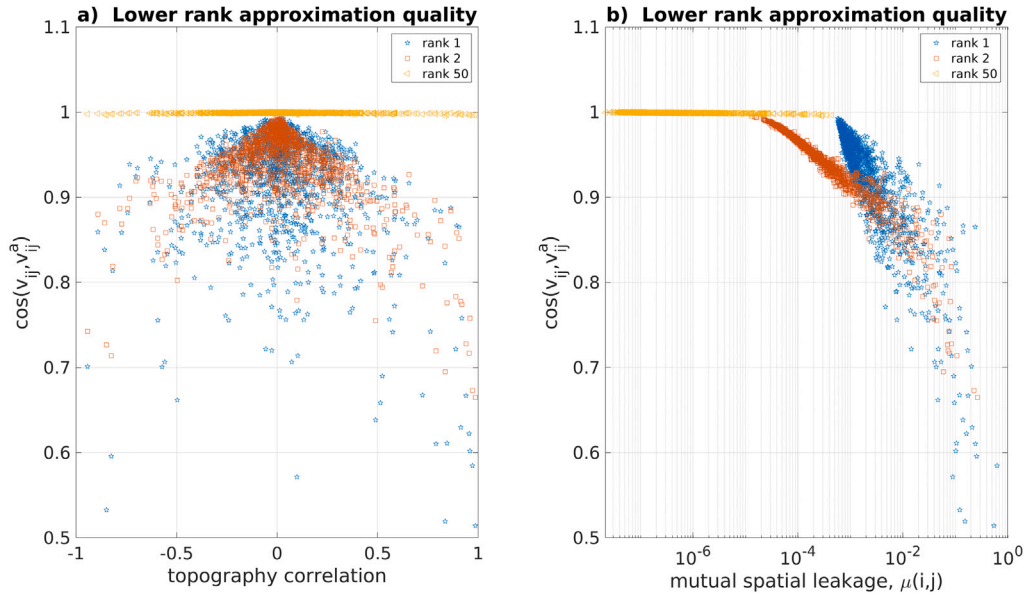 a) Lower rank approximation quality
1.1
1
0.9
0.8
0.7
0.6
0.5
cos(v_ij,v^a_ij)
-1 -0.5 0 0.5 1
topography correlation
rank 1
rank 2
rank 50
b) Lower rank approximation quality
1.1
1
0.9
0.8
0.7
0.6
0.5
cos(v_ij,v^a_ij)
10^-6 10^-4 10^-2 10^0
mutual spatial leakage, μ(i,j)
rank 1
rank 2
rank 50